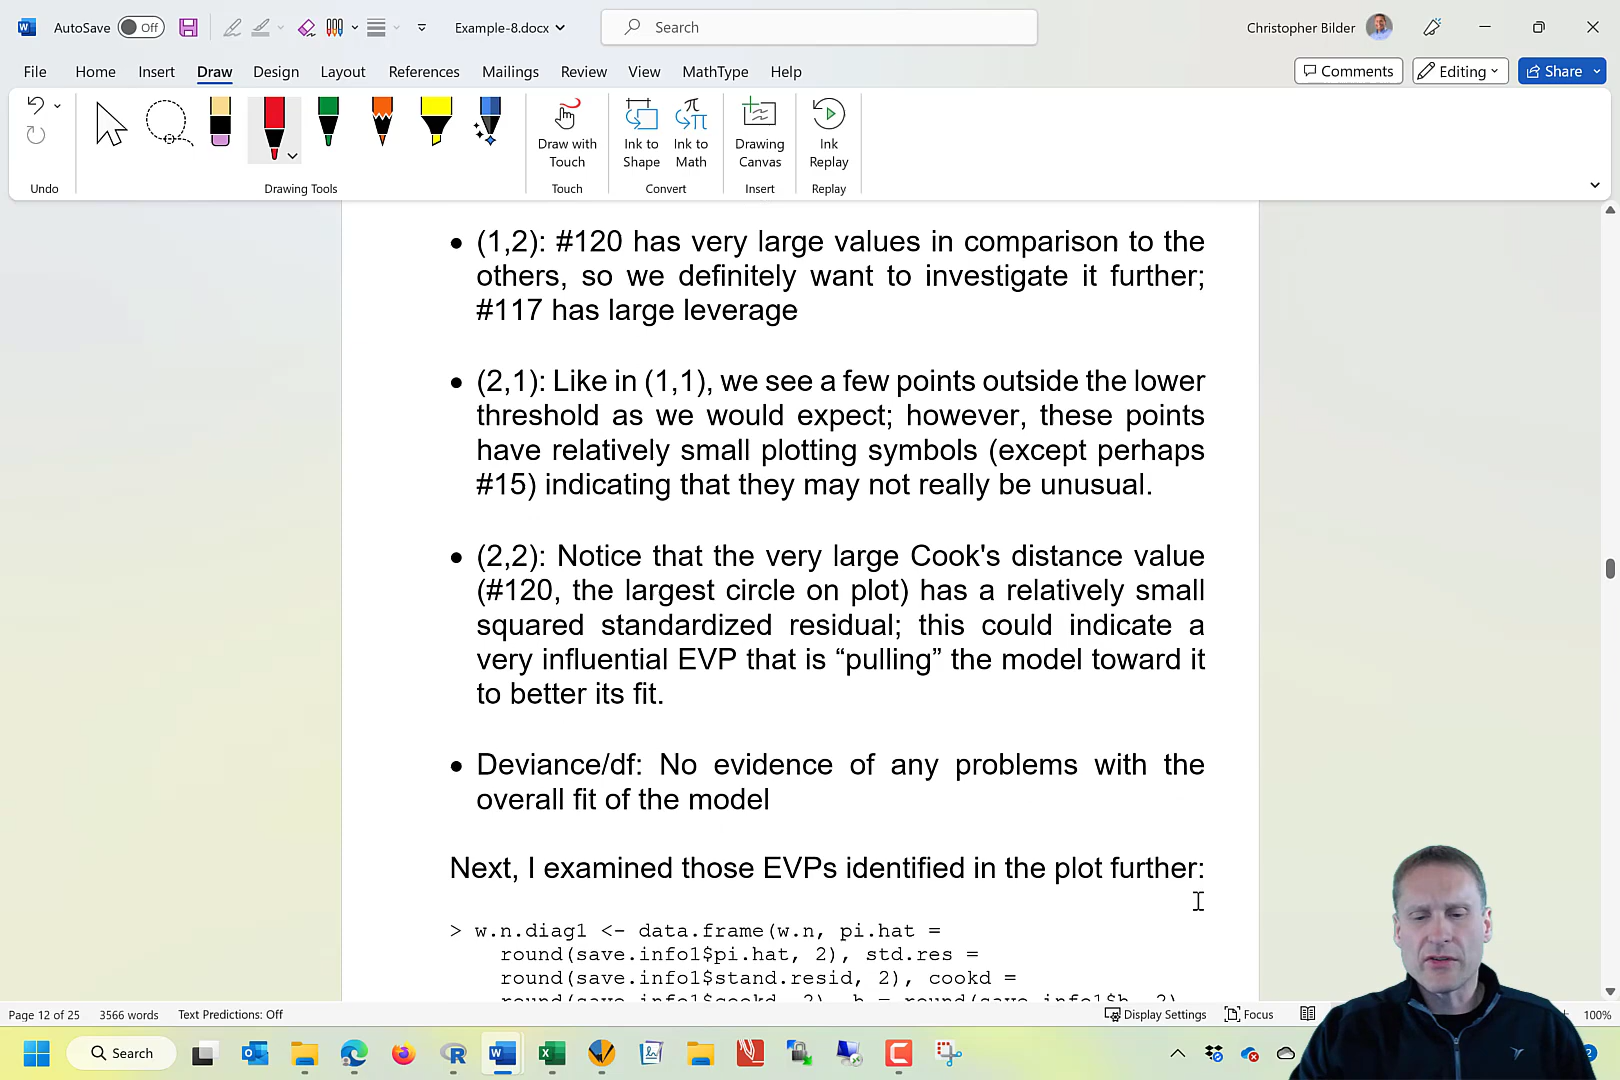 AutoSave Off Example-8.docx Search Christopher Bilder
File Home Insert Draw Design Layout References Mailings Review View MathType Help Comments Editing Share
Draw with Touch
Ink to Shape
Ink to Math
Drawing Canvas
Ink Replay
Undo Drawing Tools Touch Convert Insert Replay
• (1,2): #120 has very large values in comparison to the
others, so we definitely want to investigate it further;
#117 has large leverage
• (2,1): Like in (1,1), we see a few points outside the lower
threshold as we would expect; however, these points
have relatively small plotting symbols (except perhaps
#15) indicating that they may not really be unusual.
• (2,2): Notice that the very large Cook's distance value
(#120, the largest circle on plot) has a relatively small
squared standardized residual; this could indicate a
very influential EVP that is “pulling” the model toward it
to better its fit.
• Deviance/df: No evidence of any problems with the
overall fit of the model
Next, I examined those EVPs identified in the plot further:
> w.n.diag1 <- data.frame(w.n, pi.hat =
round(save.info1$pi.hat, 2), std.res =
round(save.info1$stand.resid, 2), cookd =
round(save.info1$cookd, 2), h = round(save.info1$h, 2),
Page 12 of 25 3566 words Text Predictions: Off Display Settings Focus 100%
Search 2